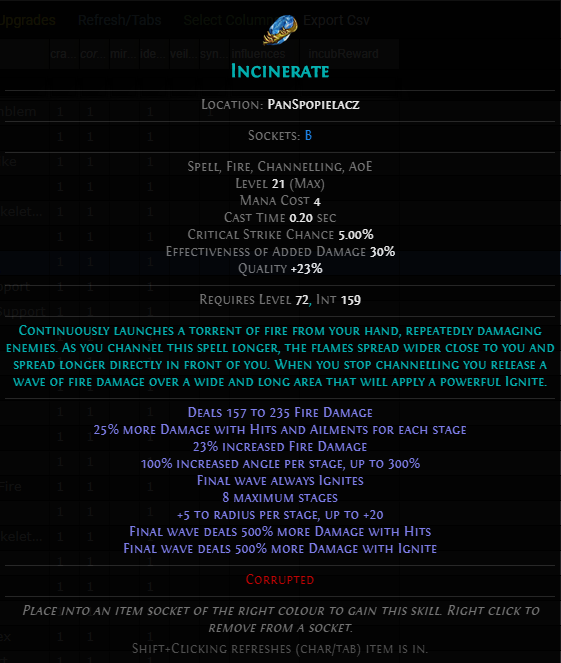 Upgrades Refresh/Tabs Select Colum Export Csv
cra... cor... mir... ide... veil syn... influences incubReward
Incinerate
Location: PanSpopielacz
Sockets: B
Spell, Fire, Channelling, AoE
Level 21 (Max)
Mana Cost 4
Cast Time 0.20 sec
Critical Strike Chance 5.00%
Effectiveness of Added Damage 30%
Quality +23%
Requires Level 72, Int 159
Continuously launches a torrent of fire from your hand, repeatedly damaging
enemies. As you channel this spell longer, the flames spread wider close to you and
spread longer directly in front of you. When you stop channelling you release a
wave of fire damage over a wide and long area that will apply a powerful Ignite.
Deals 157 to 235 Fire Damage
25% more Damage with Hits and Ailments for each stage
23% increased Fire Damage
100% increased angle per stage, up to 300%
Final wave always Ignites
8 maximum stages
+5 to radius per stage, up to +20
Final wave deals 500% more Damage with Hits
Final wave deals 500% more Damage with Ignite
Corrupted
Place into an item socket of the right colour to gain this skill. Right click to
remove from a socket.
Shift+Clicking refreshes (char/tab) item is in.